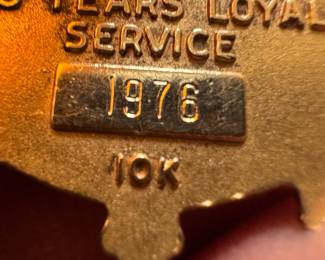 YEARS LOYAL
SERVICE
1976
10K